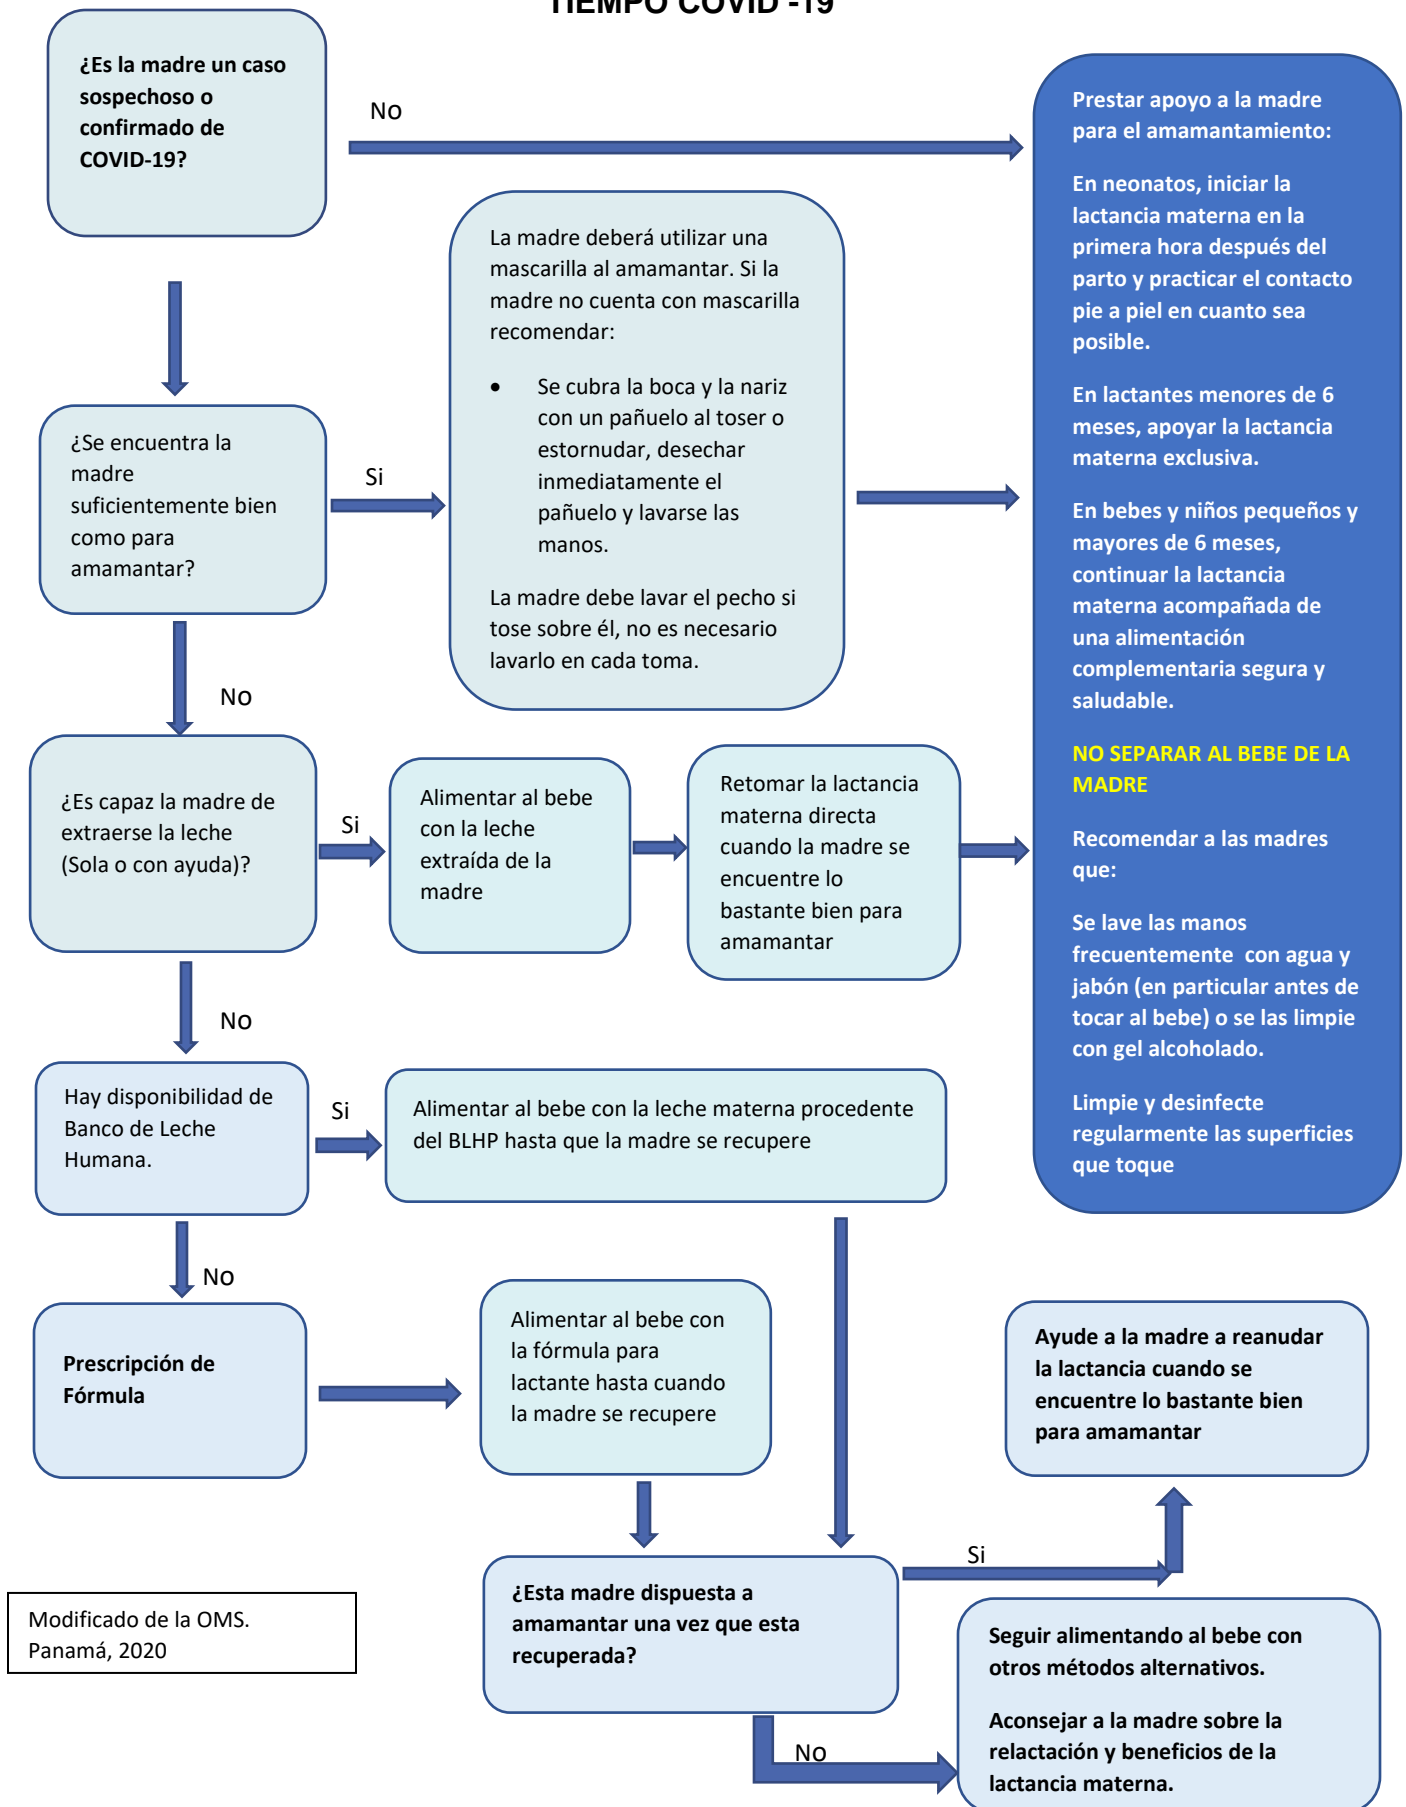 TIEMPO COVID -19
¿Es la madre un caso
sospechoso o
confirmado de
COVID-19?
No
Prestar apoyo a la madre
para el amamantamiento:
En neonatos, iniciar la
lactancia materna en la
primera hora después del
parto y practicar el contacto
pie a piel en cuanto sea
posible.
En lactantes menores de 6
meses, apoyar la lactancia
materna exclusiva.
En bebes y niños pequeños y
mayores de 6 meses,
continuar la lactancia
materna acompañada de
una alimentación
complementaria segura y
saludable.
NO SEPARAR AL BEBE DE LA
MADRE
Recomendar a las madres
que:
Se lave las manos
frecuentemente  con agua y
jabón (en particular antes de
tocar al bebe) o se las limpie
con gel alcoholado.
Limpie y desinfecte
regularmente las superficies
que toque
¿Se encuentra la
madre
suficientemente bien
como para
amamantar?
Si
La madre deberá utilizar una
mascarilla al amamantar. Si la
madre no cuenta con mascarilla
recomendar:
• Se cubra la boca y la nariz
con un pañuelo al toser o
estornudar, desechar
inmediatamente el
pañuelo y lavarse las
manos.
La madre debe lavar el pecho si
tose sobre él, no es necesario
lavarlo en cada toma.
No
¿Es capaz la madre de
extraerse la leche
(Sola o con ayuda)?
Si
Alimentar al bebe
con la leche
extraída de la
madre
Retomar la lactancia
materna directa
cuando la madre se
encuentre lo
bastante bien para
amamantar
No
Hay disponibilidad de
Banco de Leche
Humana.
Si
Alimentar al bebe con la leche materna procedente
del BLHP hasta que la madre se recupere
No
Prescripción de
Fórmula
Alimentar al bebe con
la fórmula para
lactante hasta cuando
la madre se recupere
Ayude a la madre a reanudar
la lactancia cuando se
encuentre lo bastante bien
para amamantar
¿Esta madre dispuesta a
amamantar una vez que esta
recuperada?
Si
No
Seguir alimentando al bebe con
otros métodos alternativos.
Aconsejar a la madre sobre la
relactación y beneficios de la
lactancia materna.
Modificado de la OMS.
Panamá, 2020